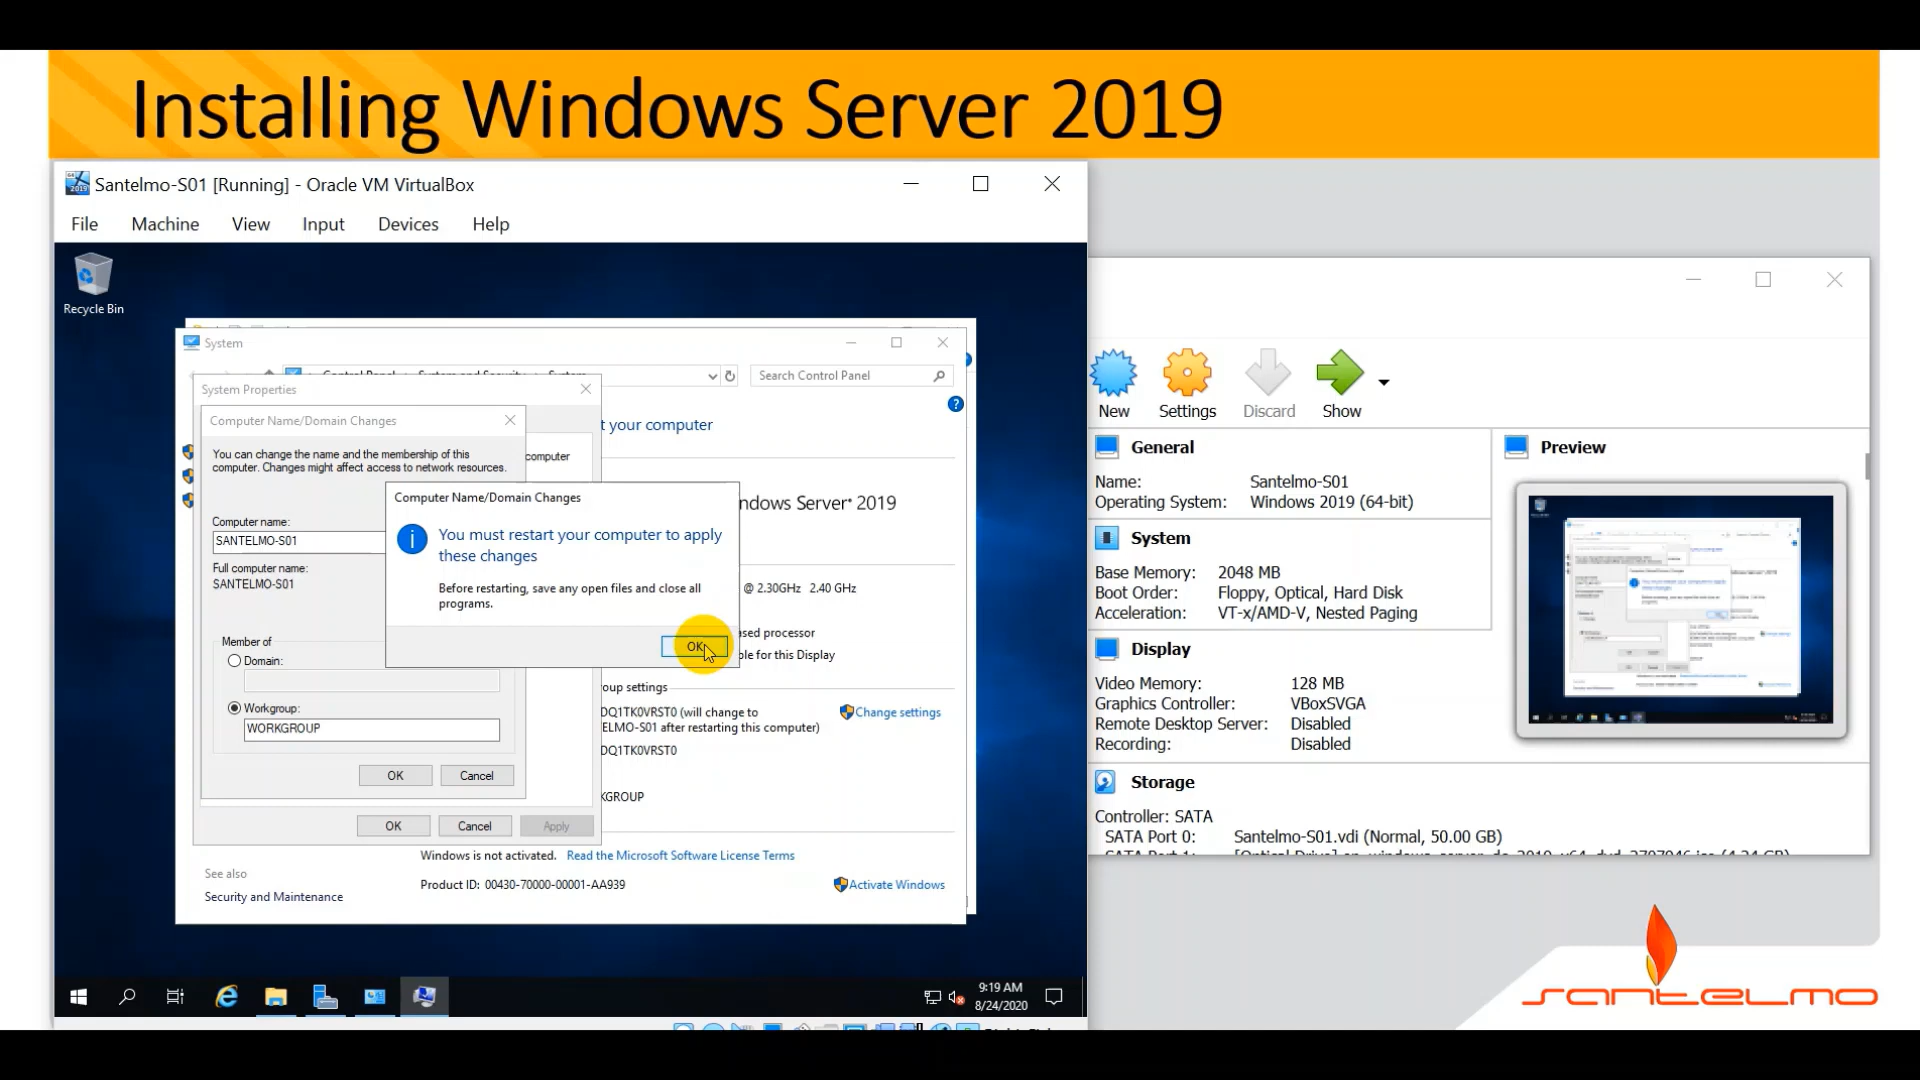 Installing Windows Server 2019
Santelmo-S01 [Running] - Oracle VM VirtualBox
File Machine View Input Devices Help
Recycle Bin
System
Search Control Panel
System Properties
Computer Name/Domain Changes
t your computer
You can change the name and the membership of this
computer. Changes might affect access to network resources.
computer
Computer Name/Domain Changes
You must restart your computer to apply
these changes
Before restarting, save any open files and close all
programs.
OK
ndows Server® 2019
Computer name:
SANTELMO-S01
Full computer name:
SANTELMO-S01
@ 2.30GHz 2.40 GHz
ased processor
ble for this Display
Member of
Domain:
Workgroup:
WORKGROUP
OK Cancel
oup settings
DQ1TK0VRST0 (will change to
ELMO-S01 after restarting this computer)
Change settings
DQ1TK0VRST0
KGROUP
OK Cancel Apply
Windows is not activated. Read the Microsoft Software License Terms
See also
Security and Maintenance
Product ID: 00430-70000-00001-AA939
Activate Windows
9:19 AM
8/24/2020
New Settings Discard Show
General
Name: Santelmo-S01
Operating System: Windows 2019 (64-bit)
System
Base Memory: 2048 MB
Boot Order: Floppy, Optical, Hard Disk
Acceleration: VT-x/AMD-V, Nested Paging
Display
Video Memory: 128 MB
Graphics Controller: VBoxSVGA
Remote Desktop Server: Disabled
Recording: Disabled
Storage
Controller: SATA
SATA Port 0: Santelmo-S01.vdi (Normal, 50.00 GB)
Preview
santelmo